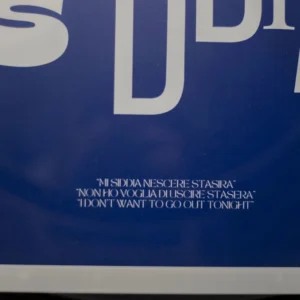 "MI SIDDIA NESCERE STASIRA"
"NON HO VOGLIA DI USCIRE STASERA"
"I DON'T WANT TO GO OUT TONIGHT"